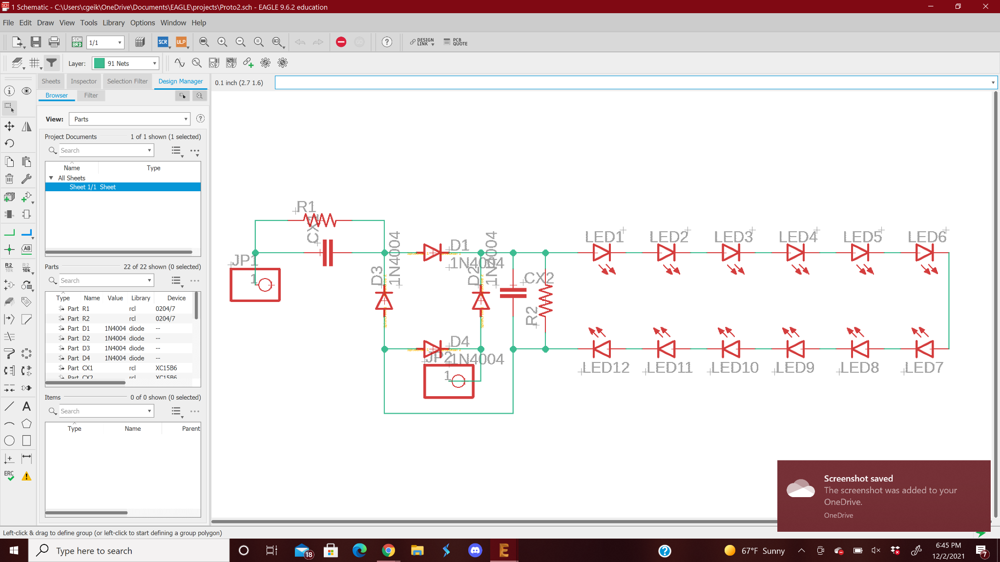 1 Schematic - C:\Users\cgeik\OneDrive\Documents\EAGLE\projects\Proto2.sch - EAGLE 9.6.2 education
File Edit Draw View Tools Library Options Window Help
SCH BRD 1/1 SCR ULP DESIGN LINK PCB QUOTE
Layer: 91 Nets
Sheets Inspector Selection Filter Design Manager
0.1 inch (2.7 1.6)
Browser Filter
View: Parts
Project Documents 1 of 1 shown (1 selected)
Search
Name Type
All Sheets
Sheet 1/1 Sheet
Parts 22 of 22 shown (0 selected)
Search
Type Name Value Library Device
Part R1 rcl 0204/7
Part R2 rcl 0204/7
Part D1 1N4004 diode --
Part D2 1N4004 diode --
Part D3 1N4004 diode --
Part D4 1N4004 diode --
Part CX1 rcl XC15B6
Part CX2 rcl XC15B6
Items 0 of 0 shown (0 selected)
Search
Type Name Parent
R2 10k R2 10k
AB
A
ERC
R1
JP1
1
D3
1N4004
D1
1N4004
D2
1N4004
CX2
R2
D4
1N4004
JP2
1
LED1 LED2 LED3 LED4 LED5 LED6
LED12 LED11 LED10 LED9 LED8 LED7
Screenshot saved
The screenshot was added to your
OneDrive.
OneDrive
Left-click & drag to define group (or left-click to start defining a group polygon)
Type here to search
18
67°F Sunny
6:45 PM
12/2/2021
7